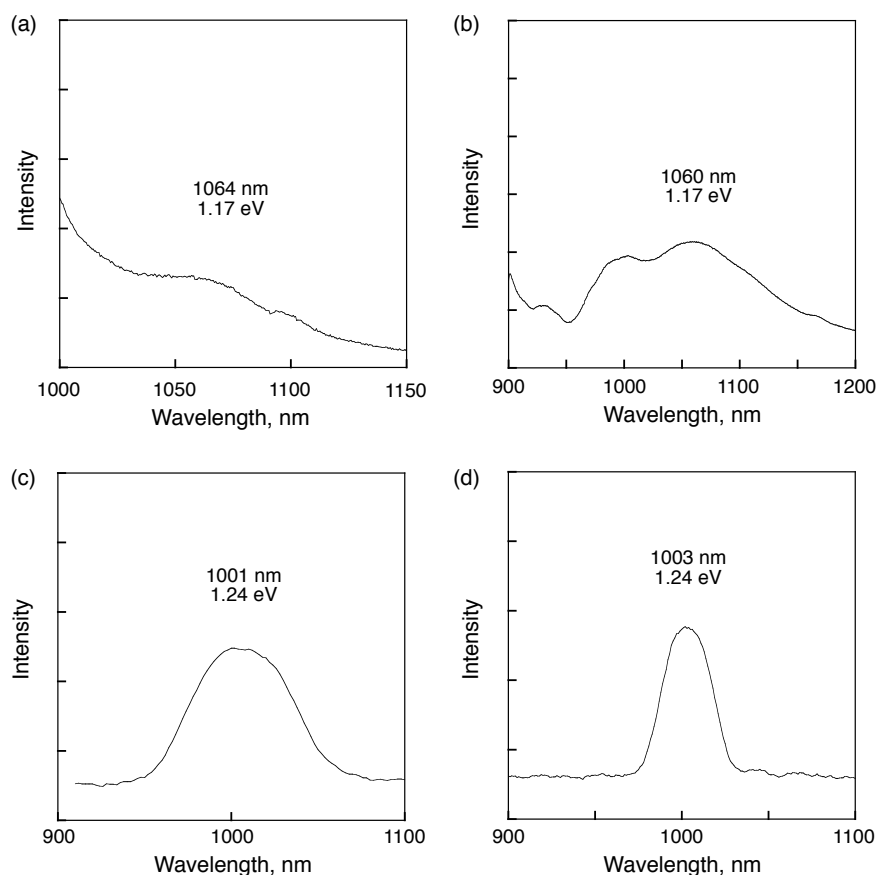 (a)
Intensity
1064 nm
1.17 eV
1000 1050 1100 1150
Wavelength, nm
(b)
Intensity
1060 nm
1.17 eV
900 1000 1100 1200
Wavelength, nm
(c)
Intensity
1001 nm
1.24 eV
900 1000 1100
Wavelength, nm
(d)
Intensity
1003 nm
1.24 eV
900 1000 1100
Wavelength, nm